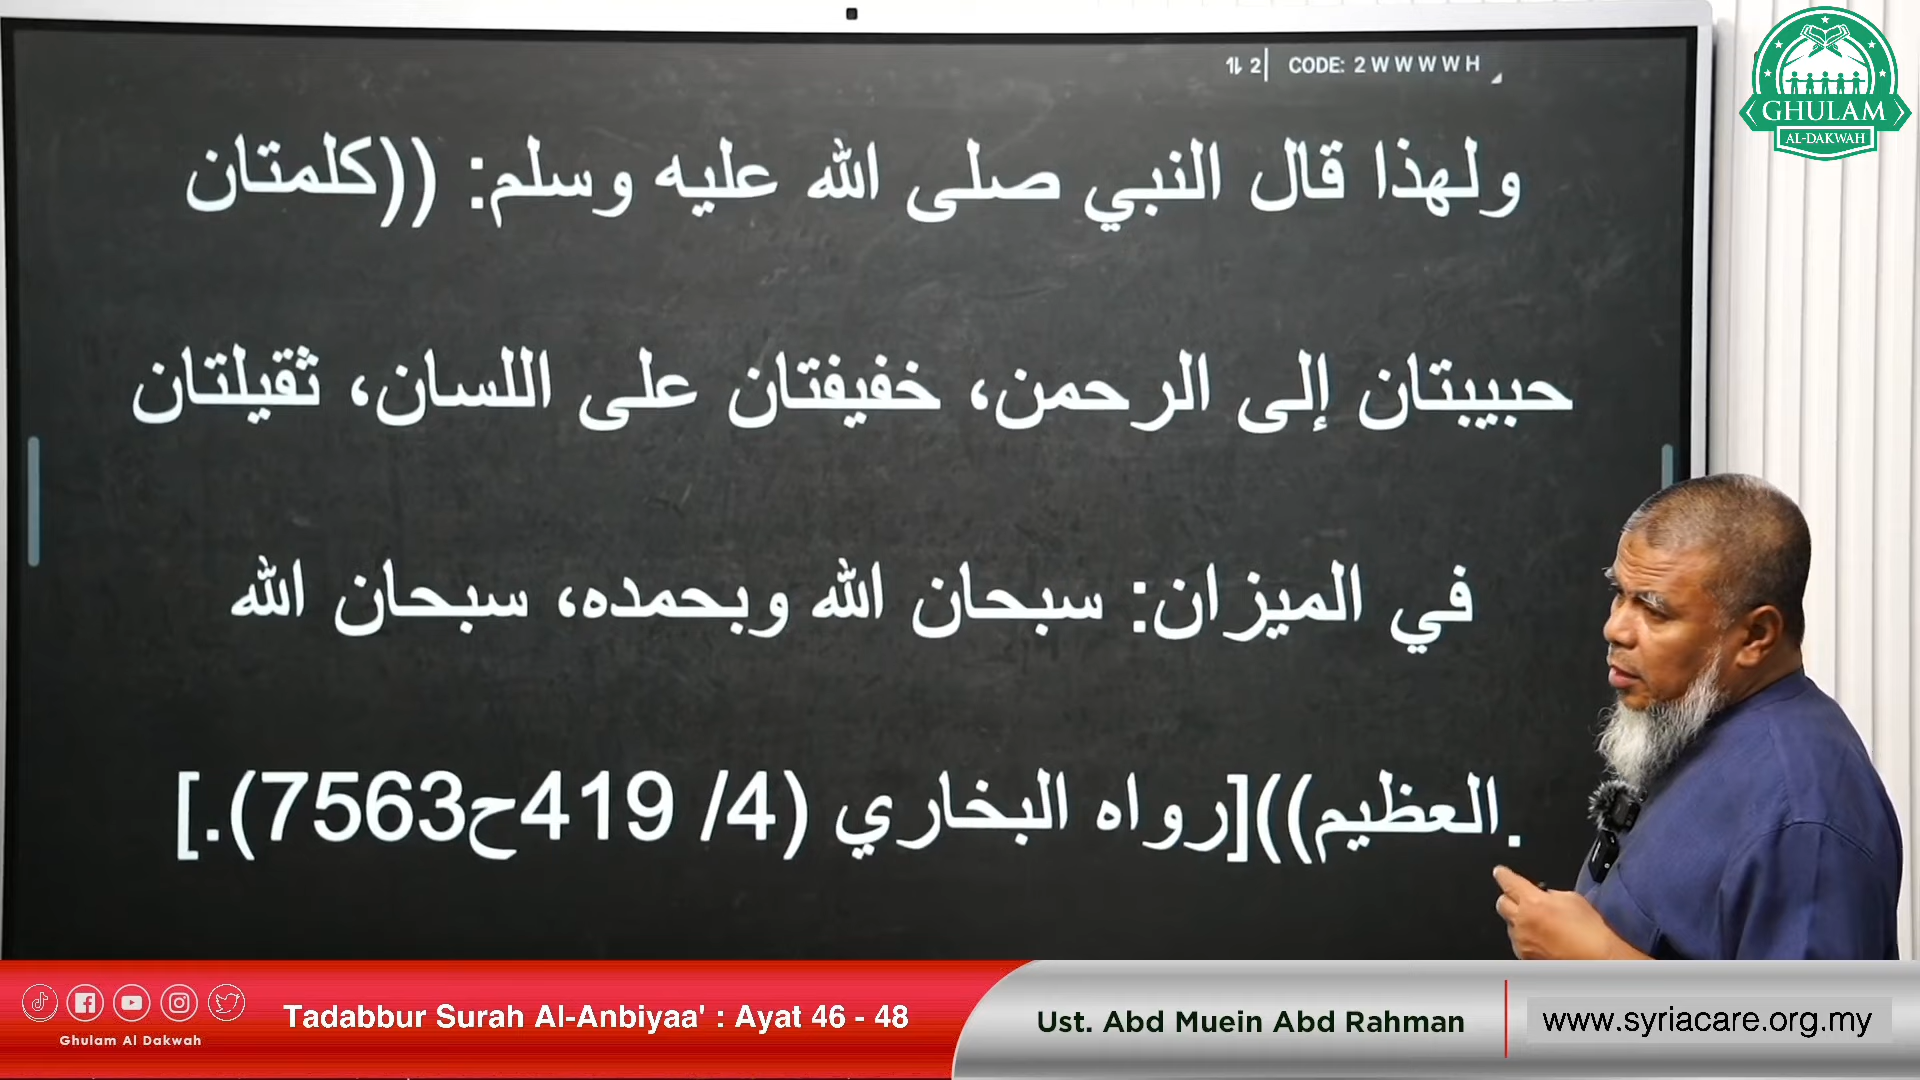 1⇂ 2 CODE: 2 W W W W H
GHULAM
AL-DAKWAH
ولهذا قال النبي صلى الله عليه وسلم: ((كلمتان
حبيبتان إلى الرحمن، خفيفتان على اللسان، ثقيلتان
في الميزان: سبحان الله وبحمده، سبحان الله
العظيم))[رواه البخاري (4/ 419ح7563).].
Ghulam Al Dakwah
Tadabbur Surah Al-Anbiyaa' : Ayat 46 - 48
Ust. Abd Muein Abd Rahman
www.syriacare.org.my